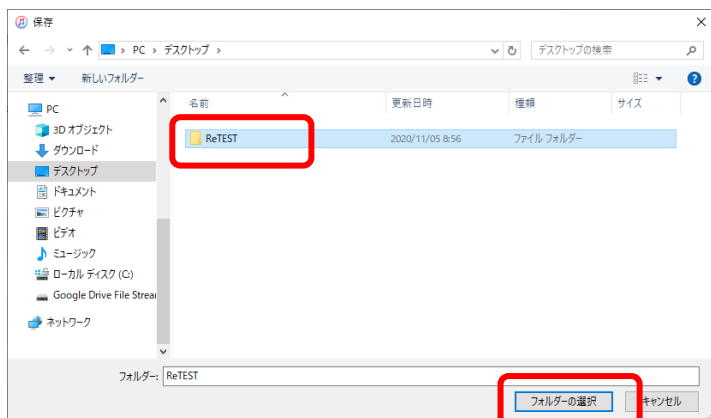 保存
PC › デスクトップ ›
デスクトップの検索
整理 ▼ 新しいフォルダー
名前 更新日時 種類 サイズ
PC
3D オブジェクト
ダウンロード
デスクトップ
ドキュメント
ピクチャ
ビデオ
ミュージック
ローカル ディスク (C:)
Google Drive File Strea
ネットワーク
ReTEST 2020/11/05 8:56 ファイル フォルダー
フォルダー: ReTEST
フォルダーの選択 キャンセル